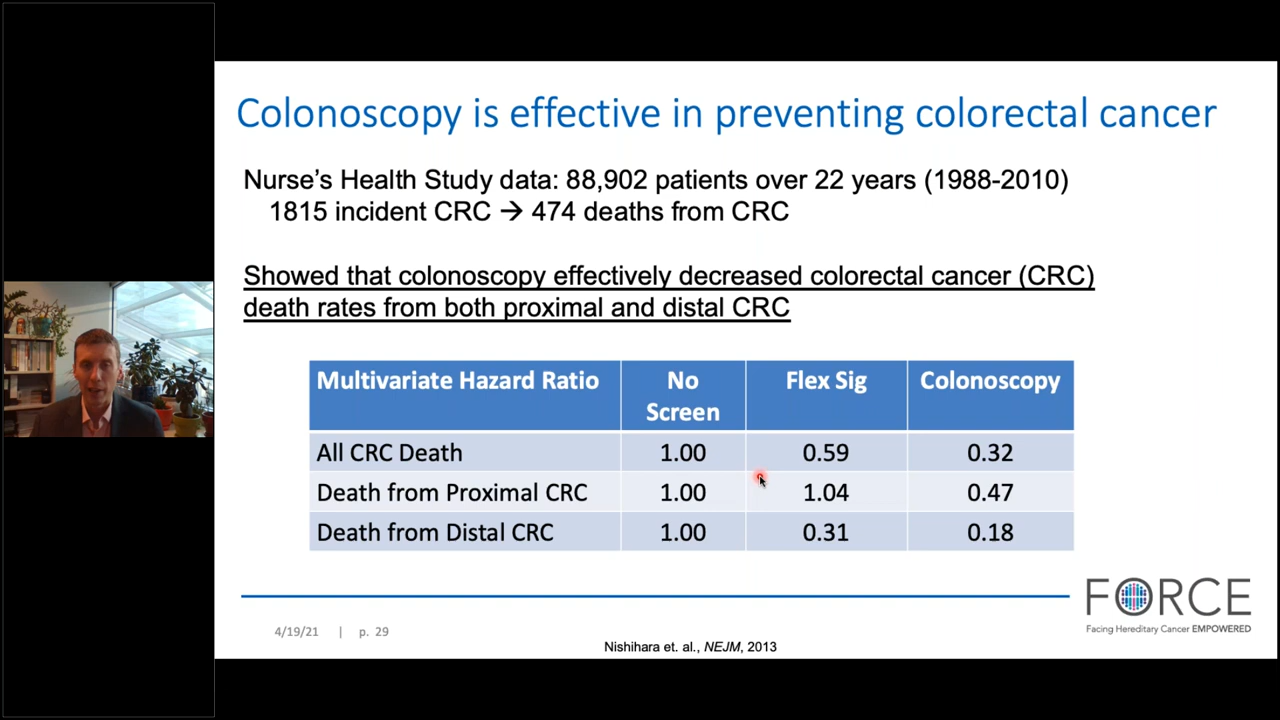 Colonoscopy is effective in preventing colorectal cancer
Nurse's Health Study data: 88,902 patients over 22 years (1988-2010)
1815 incident CRC → 474 deaths from CRC
Showed that colonoscopy effectively decreased colorectal cancer (CRC)
death rates from both proximal and distal CRC
Multivariate Hazard Ratio No Screen Flex Sig Colonoscopy
All CRC Death 1.00 0.59 0.32
Death from Proximal CRC 1.00 1.04 0.47
Death from Distal CRC 1.00 0.31 0.18
FORCE
Facing Hereditary Cancer EMPOWERED
4/19/21 | p. 29
Nishihara et. al., NEJM, 2013